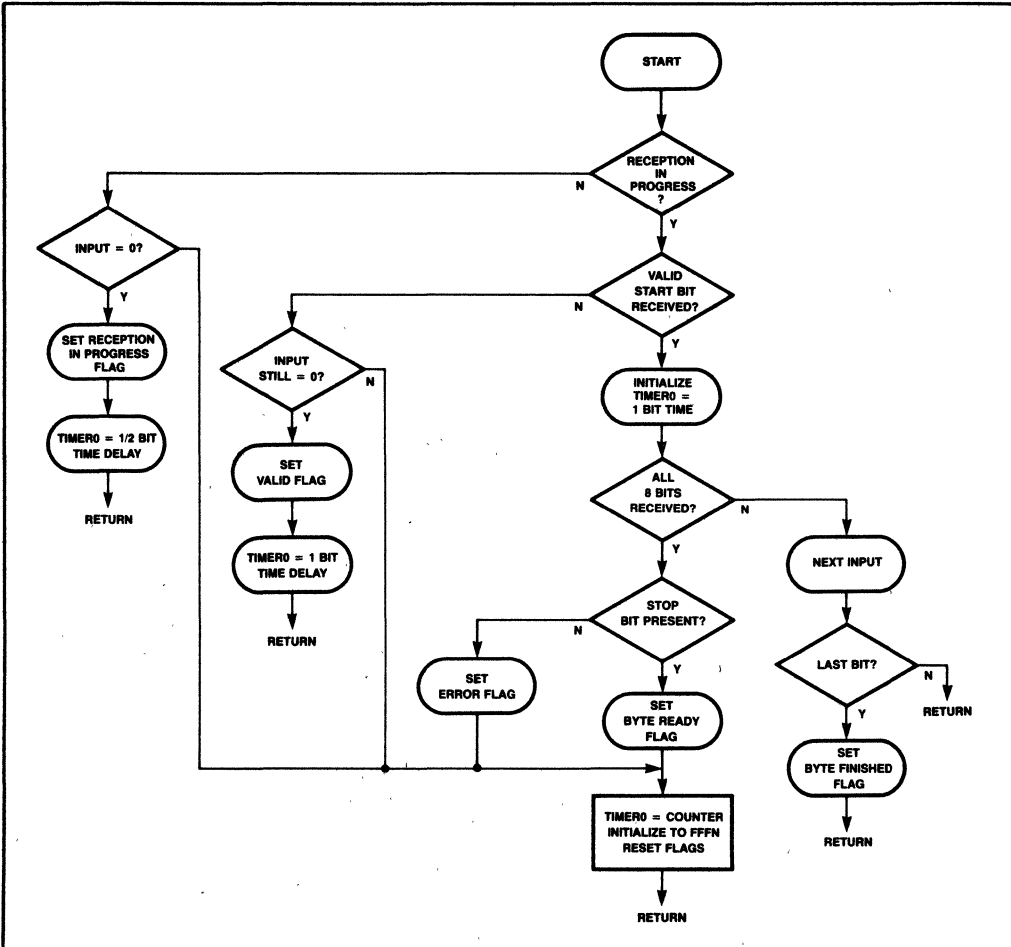 START
RECEPTION
IN
PROGRESS
?
N
Y
INPUT = 0?
Y
SET RECEPTION
IN PROGRESS
FLAG
TIMER0 = 1/2 BIT
TIME DELAY
RETURN
VALID
START BIT
RECEIVED?
N
Y
INPUT
STILL = 0?
N
Y
SET
VALID FLAG
TIMER0 = 1 BIT
TIME DELAY
RETURN
INITIALIZE
TIMER0 =
1 BIT TIME
ALL
8 BITS
RECEIVED?
N
Y
NEXT INPUT
LAST BIT?
N
RETURN
Y
SET
BYTE FINISHED
FLAG
RETURN
STOP
BIT PRESENT?
N
Y
SET
ERROR FLAG
SET
BYTE READY
FLAG
TIMER0 = COUNTER
INITIALIZE TO FFFN
RESET FLAGS
RETURN